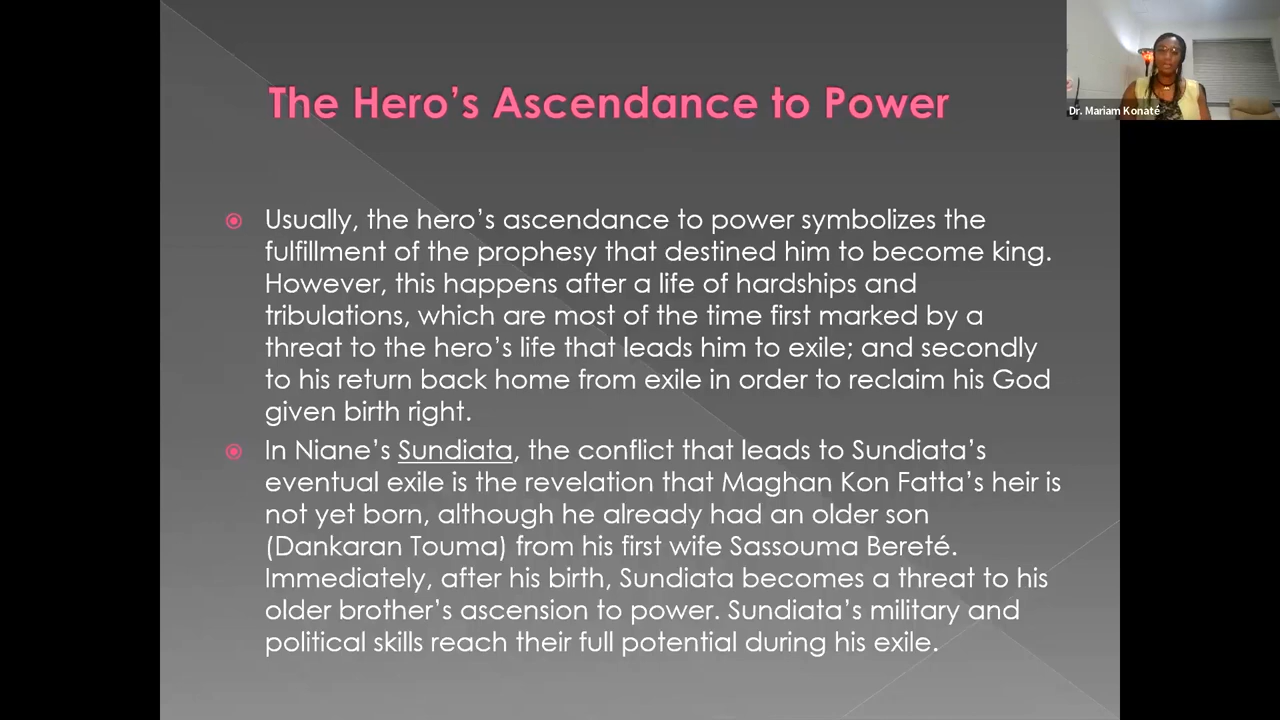 The Hero's Ascendance to Power
Dr. Mariam Konaté
Usually, the hero's ascendance to power symbolizes the
fulfillment of the prophesy that destined him to become king.
However, this happens after a life of hardships and
tribulations, which are most of the time first marked by a
threat to the hero's life that leads him to exile; and secondly
to his return back home from exile in order to reclaim his God
given birth right.
In Niane's Sundiata, the conflict that leads to Sundiata's
eventual exile is the revelation that Maghan Kon Fatta's heir is
not yet born, although he already had an older son
(Dankaran Touma) from his first wife Sassouma Bereté.
Immediately, after his birth, Sundiata becomes a threat to his
older brother's ascension to power. Sundiata's military and
political skills reach their full potential during his exile.